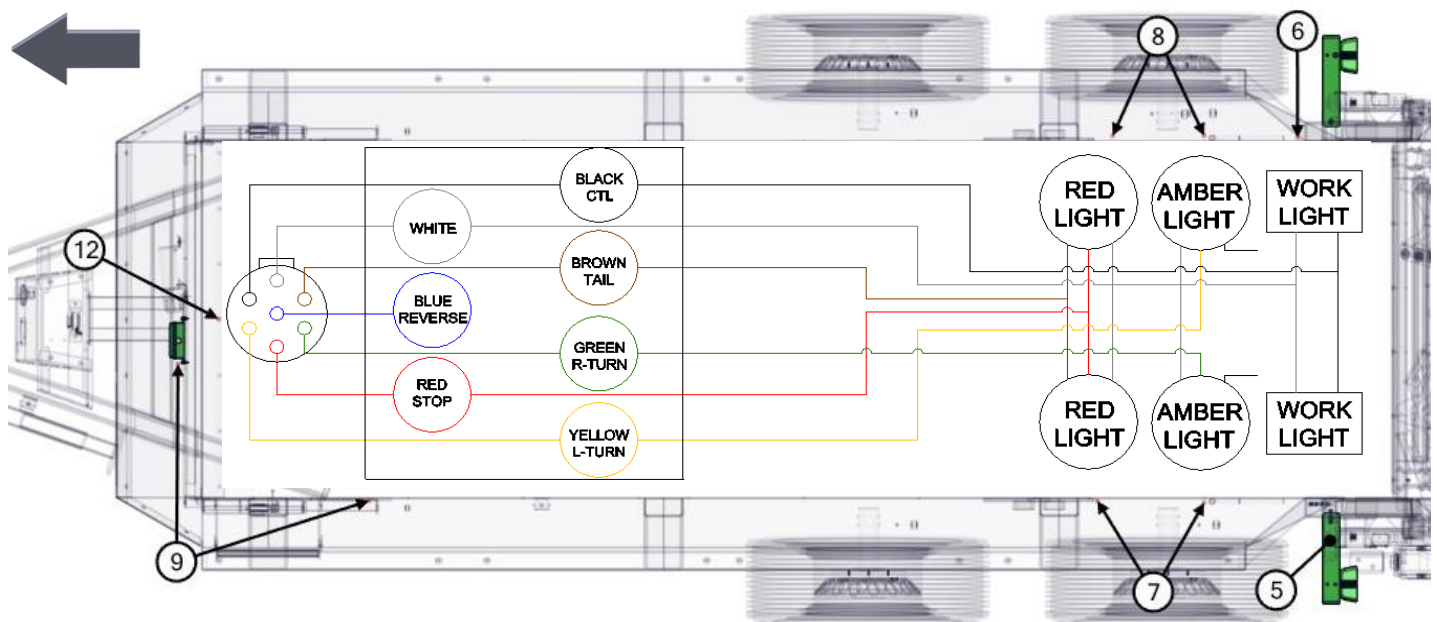 8
6
BLACK
CTL
RED
LIGHT
AMBER
LIGHT
WORK
LIGHT
WHITE
12
BROWN
TAIL
BLUE
REVERSE
GREEN
R-TURN
RED
STOP
RED
LIGHT
AMBER
LIGHT
WORK
LIGHT
YELLOW
L-TURN
9
7
5